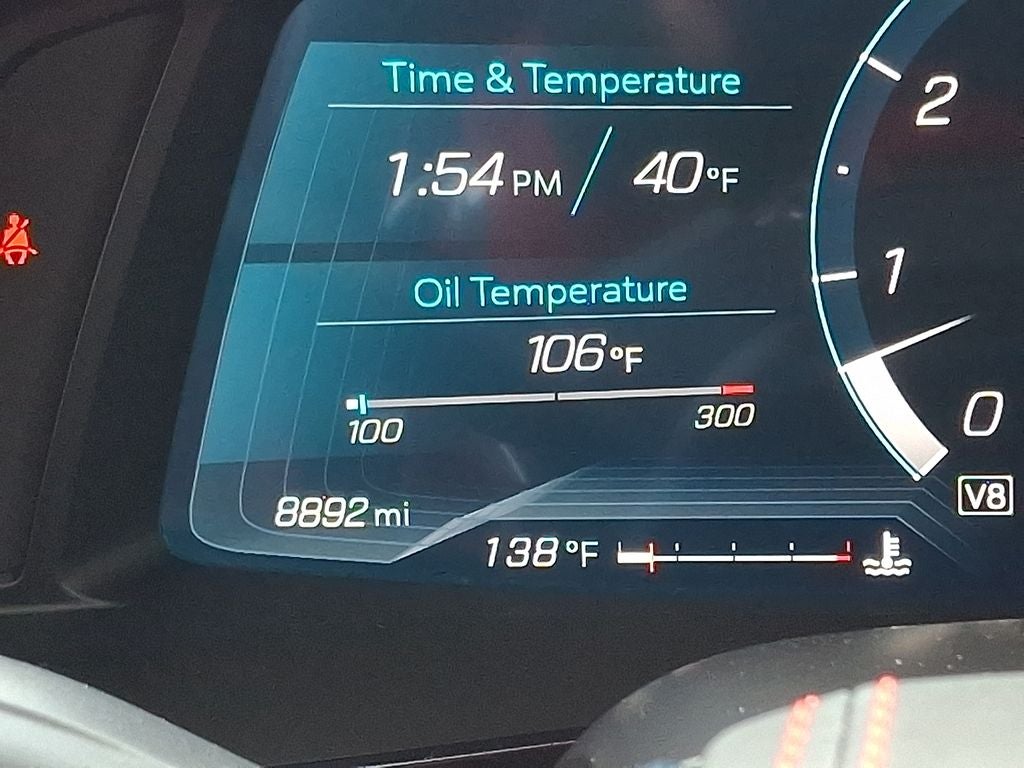 Time & Temperature
1:54 PM / 40 °F
Oil Temperature
106 °F
100 300
8892 mi
138 °F
2
1
0
V8